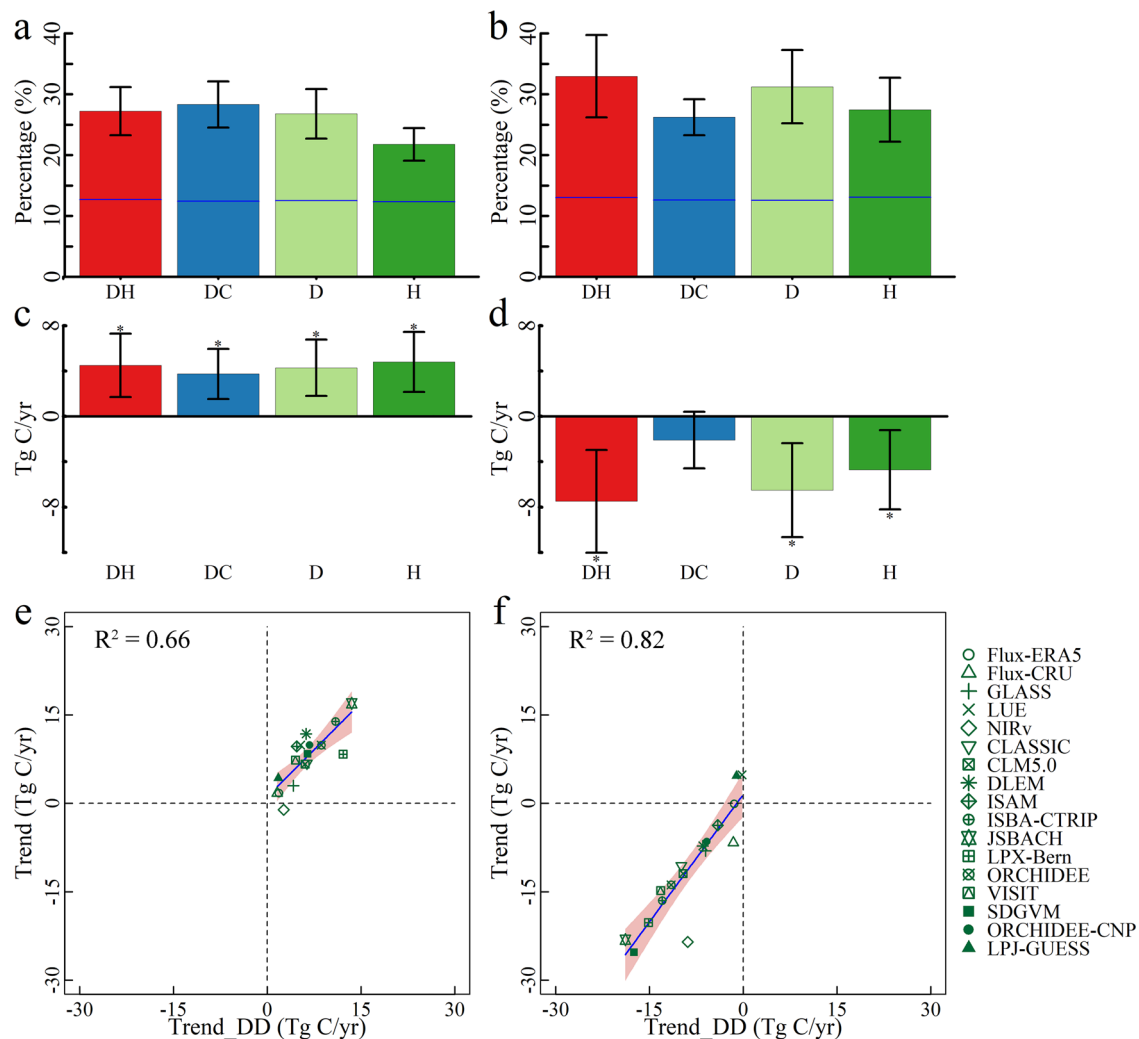 a
Percentage (%)
40
30
20
10
0
DH DC D H
b
Percentage (%)
40
30
20
10
0
DH DC D H
c
Tg C/yr
8
0
-8
* * * *
DH DC D H
d
Tg C/yr
8
0
-8
* * *
DH DC D H
e
R² = 0.66
Trend (Tg C/yr)
30
15
0
-15
-30
-30 -15 0 15 30
Trend_DD (Tg C/yr)
f
R² = 0.82
Trend (Tg C/yr)
30
15
0
-15
-30
-30 -15 0 15 30
Trend_DD (Tg C/yr)
Flux-ERA5
Flux-CRU
GLASS
LUE
NIRv
CLASSIC
CLM5.0
DLEM
ISAM
ISBA-CTRIP
JSBACH
LPX-Bern
ORCHIDEE
VISIT
SDGVM
ORCHIDEE-CNP
LPJ-GUESS